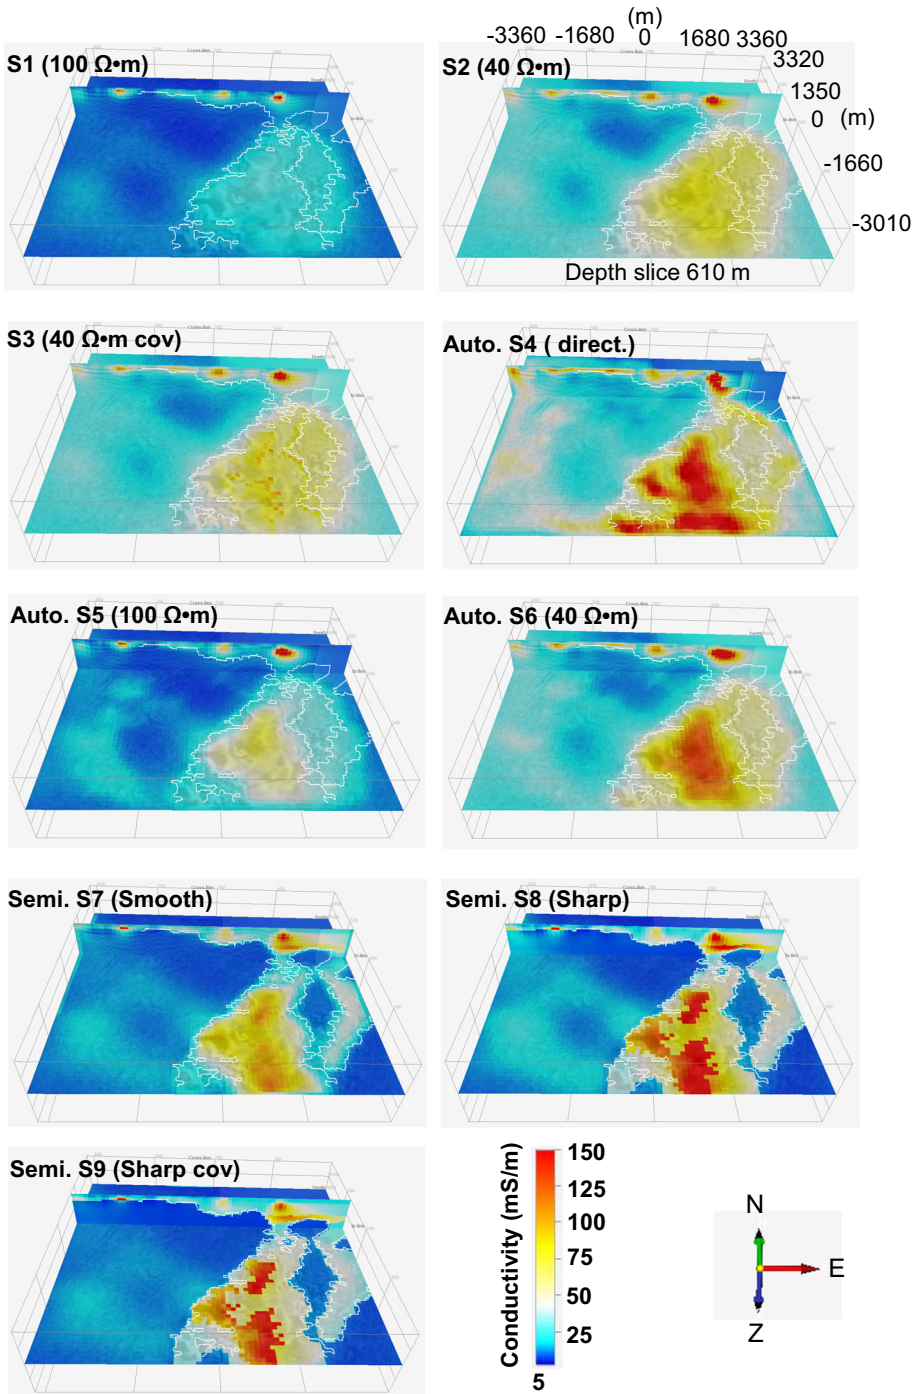 (m)
-3360 -1680 0 1680 3360
S1 (100 Ω•m)
S2 (40 Ω•m)
3320
1350
0 (m)
-1660
-3010
Depth slice 610 m
S3 (40 Ω•m cov)
Auto. S4 ( direct.)
Auto. S5 (100 Ω•m)
Auto. S6 (40 Ω•m)
Semi. S7 (Smooth)
Semi. S8 (Sharp)
Semi. S9 (Sharp cov)
Conductivity (mS/m)
150
125
100
75
50
25
5
N
E
Z